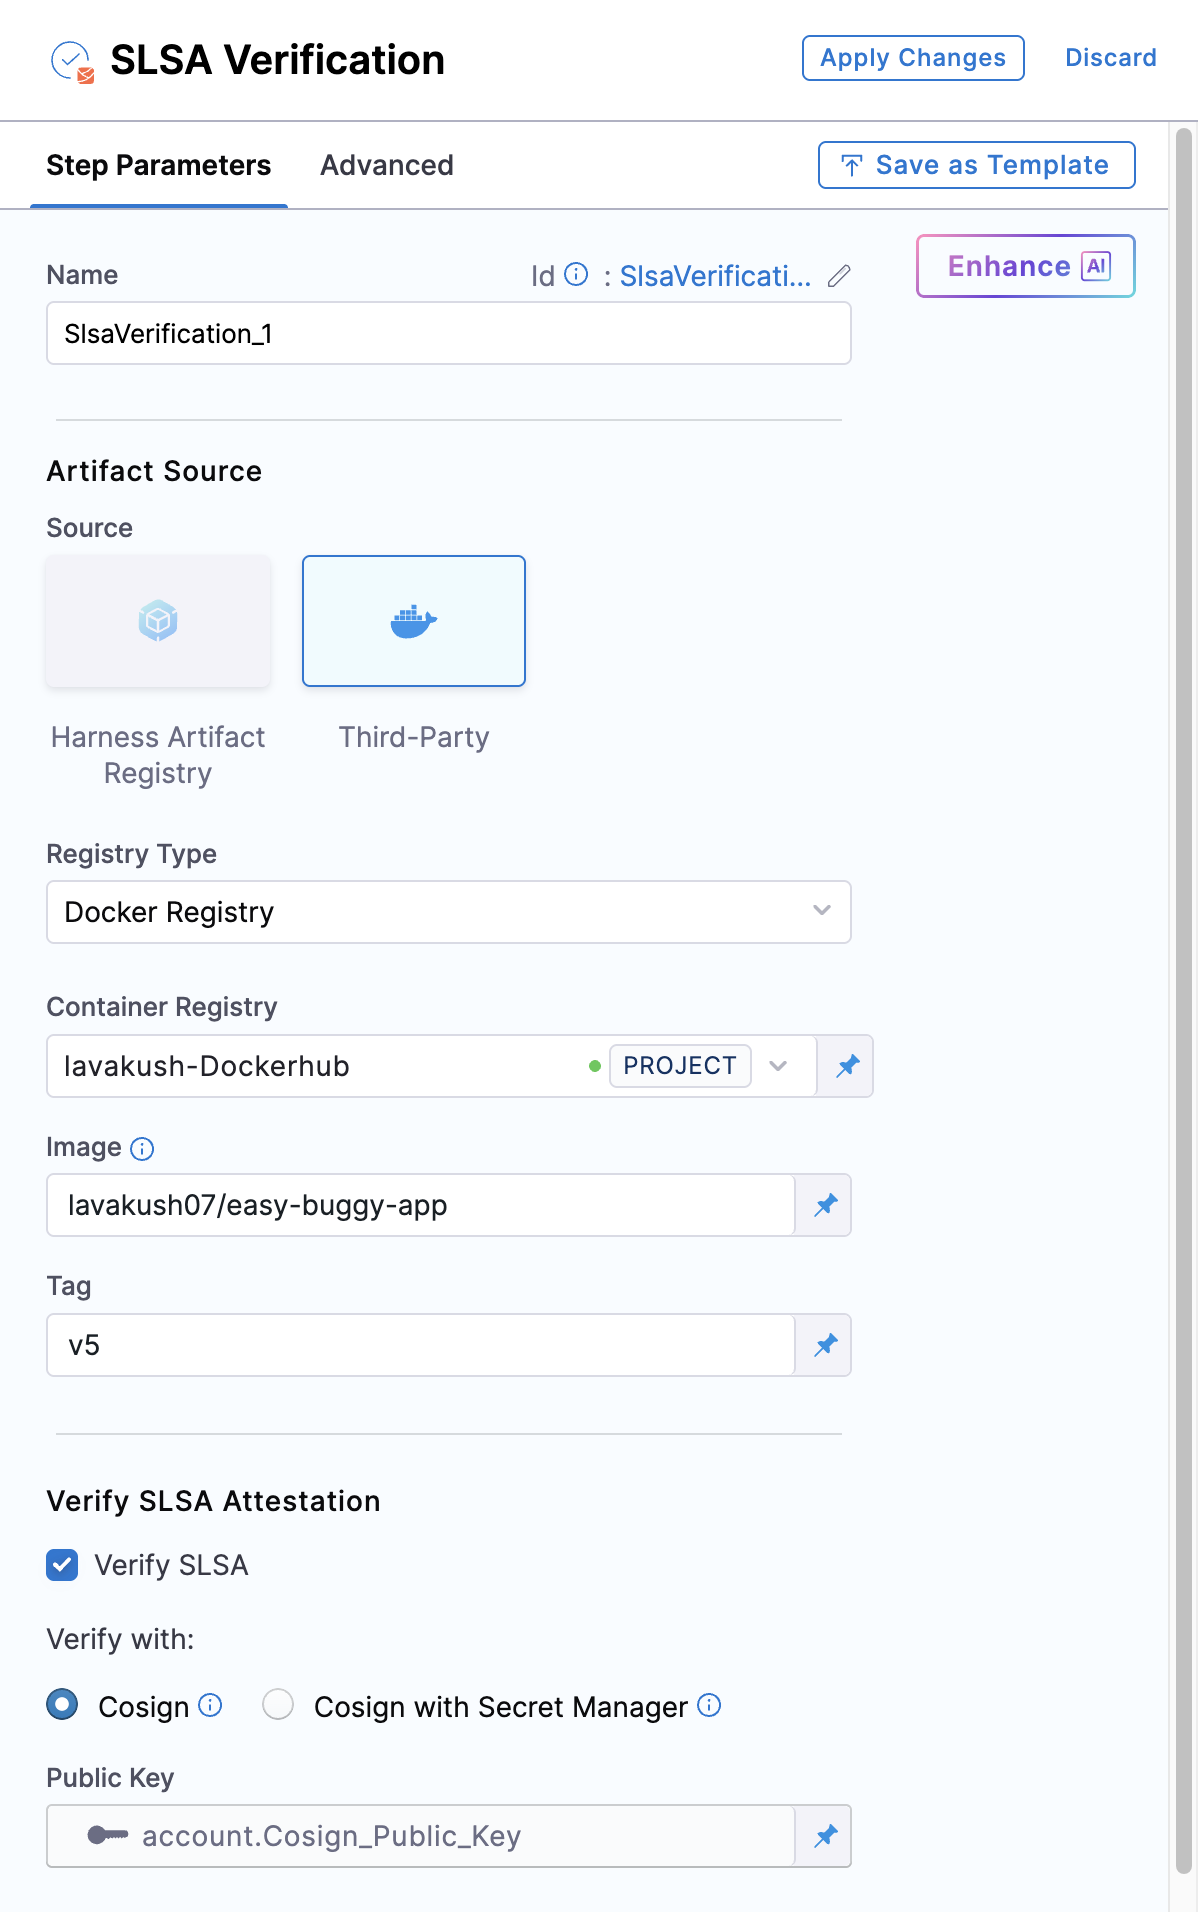 SLSA Verification
Apply Changes
Discard
Step Parameters
Advanced
Save as Template
Name
Id : SlsaVerificati...
Enhance AI
SlsaVerification_1
Artifact Source
Source
Harness Artifact
Registry
Third-Party
Registry Type
Docker Registry
Container Registry
lavakush-Dockerhub
PROJECT
Image
lavakush07/easy-buggy-app
Tag
v5
Verify SLSA Attestation
Verify SLSA
Verify with:
Cosign
Cosign with Secret Manager
Public Key
account.Cosign_Public_Key